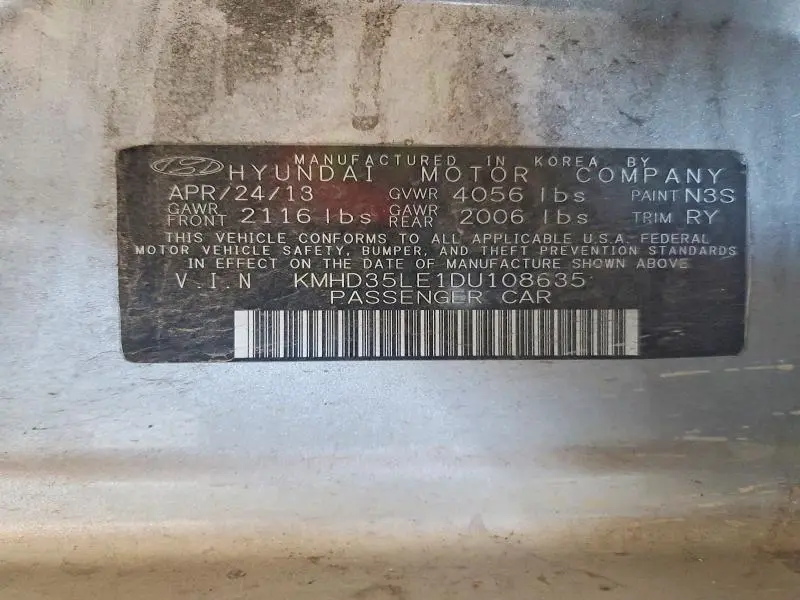 MANUFACTURED IN KOREA BY
HYUNDAI MOTOR COMPANY
APR/24/13 GVWR 4056 lbs PAINT N3S
GAWR FRONT 2116 lbs GAWR REAR 2006 lbs TRIM RY
THIS VEHICLE CONFORMS TO ALL APPLICABLE U.S.A. FEDERAL
MOTOR VEHICLE SAFETY, BUMPER, AND THEFT PREVENTION STANDARDS
IN EFFECT ON THE DATE OF MANUFACTURE SHOWN ABOVE
V.I.N KMHD35LE1DU108635
PASSENGER CAR